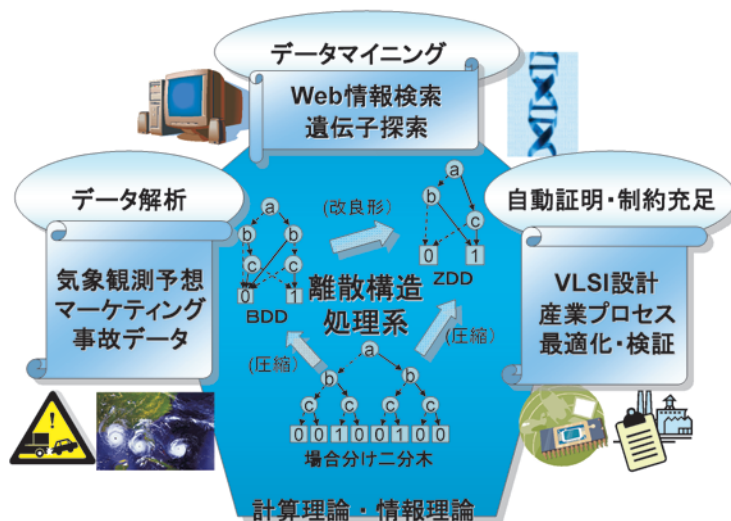 データマイニング
Web情報検索
遺伝子探索
データ解析
気象観測予想
マーケティング
事故データ
自動証明・制約充足
VLSI設計
産業プロセス
最適化・検証
(改良形)
a
b
b
c
c
0
1
BDD
a
b
c
0
1
ZDD
離散構造
処理系
(圧縮)
(圧縮)
a
b
b
c
c
c
c
0 0 1 0 0 1 0 0
場合分け二分木
計算理論・情報理論
!